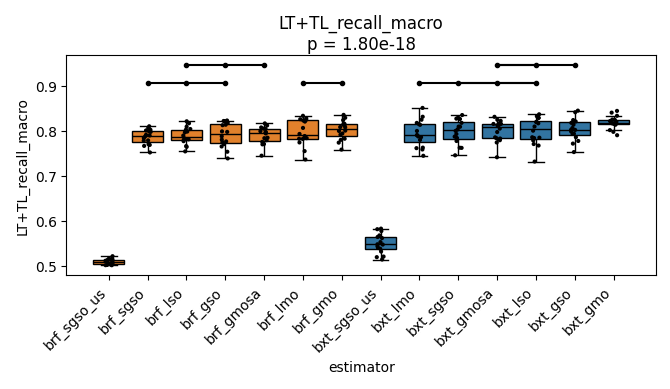 LT+TL_recall_macro
p = 1.80e-18
LT+TL_recall_macro
0.9
0.8
0.7
0.6
0.5
brf_sgso_us
brf_sgso
brf_lso
brf_gso
brf_gmosa
brf_lmo
brf_gmo
bxt_sgso_us
bxt_lmo
bxt_sgso
bxt_gmosa
bxt_lso
bxt_gso
bxt_gmo
estimator